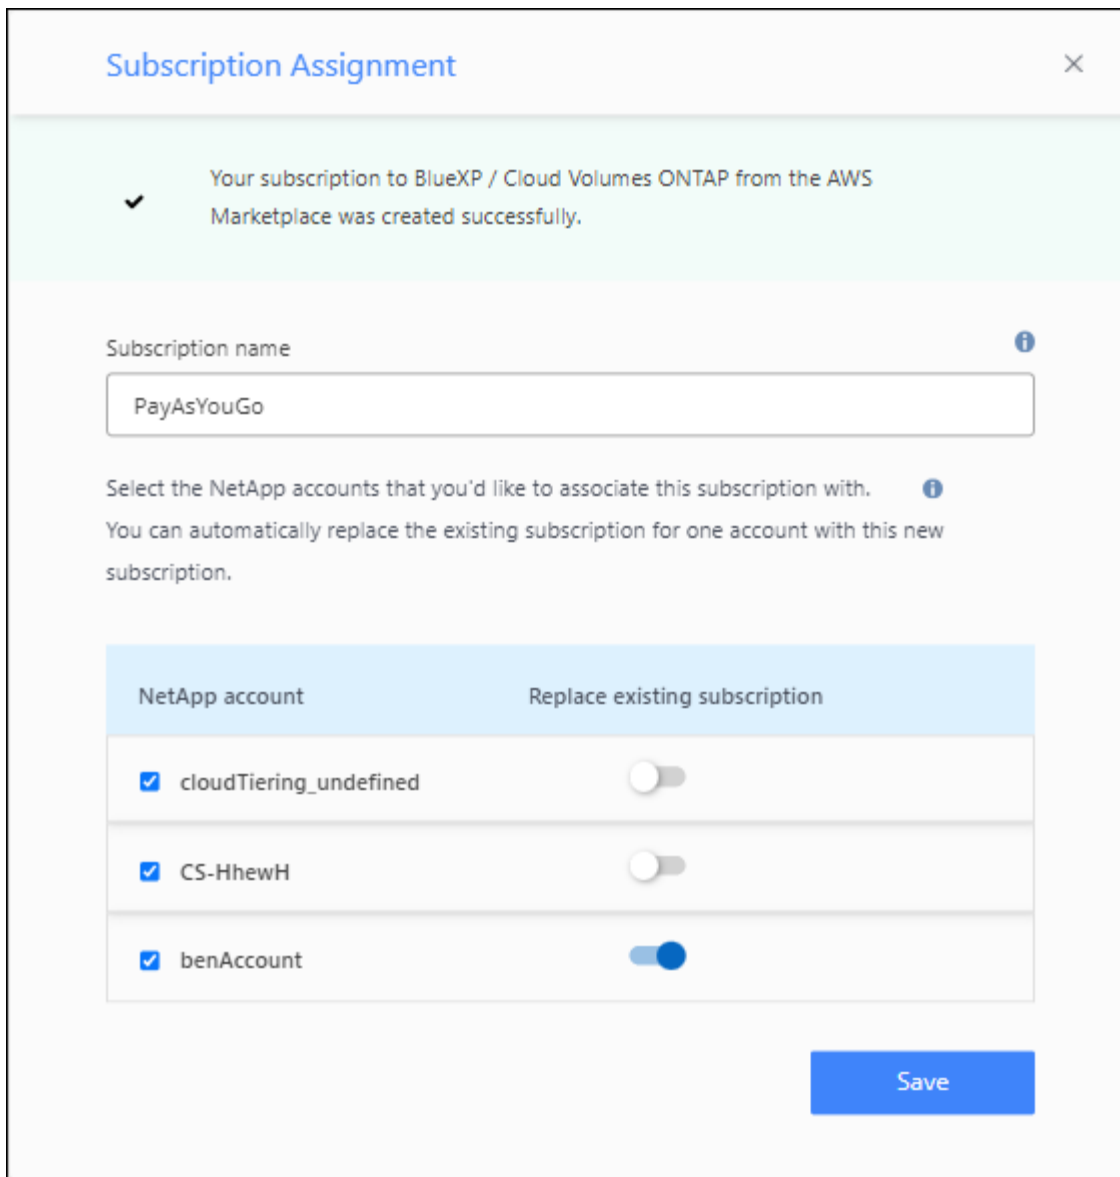 Subscription Assignment
Your subscription to BlueXP / Cloud Volumes ONTAP from the AWS
Marketplace was created successfully.
Subscription name
PayAsYouGo
Select the NetApp accounts that you'd like to associate this subscription with.
You can automatically replace the existing subscription for one account with this new
subscription.
NetApp account Replace existing subscription
cloudTiering_undefined
CS-HhewH
benAccount
Save